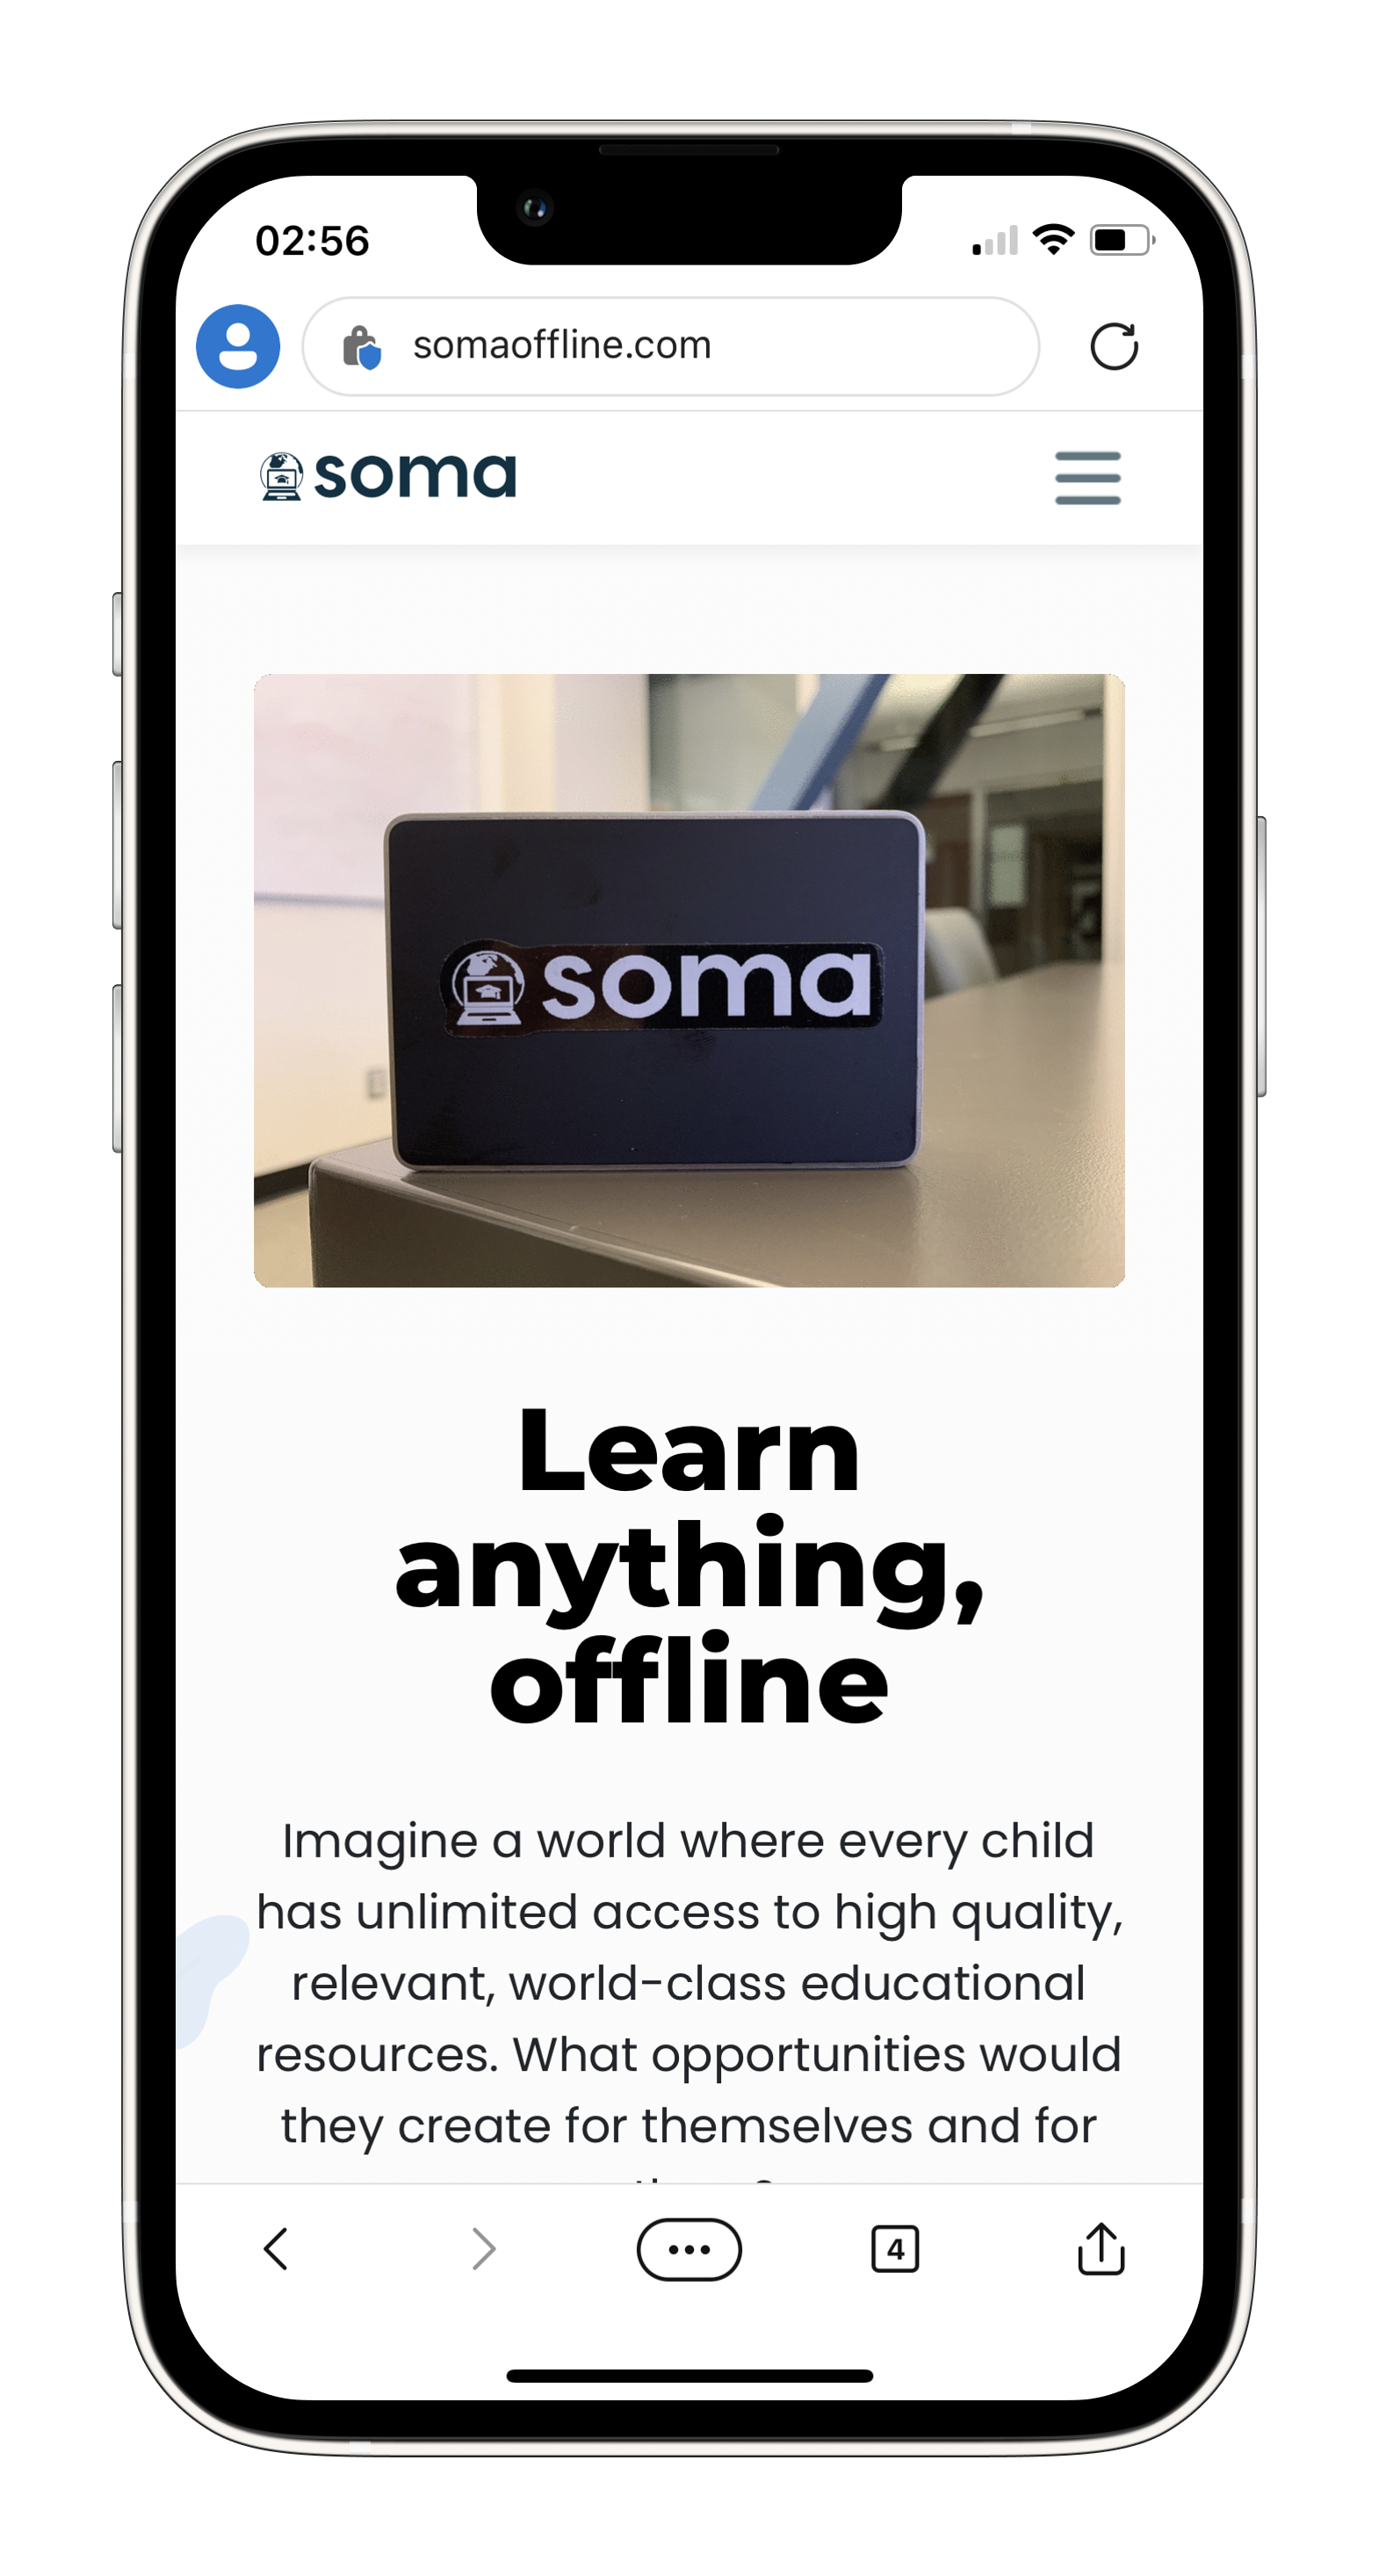 02:56
somaoffline.com
soma
soma
Learn
anything,
offline
Imagine a world where every child
has unlimited access to high quality,
relevant, world-class educational
resources. What opportunities would
they create for themselves and for
4